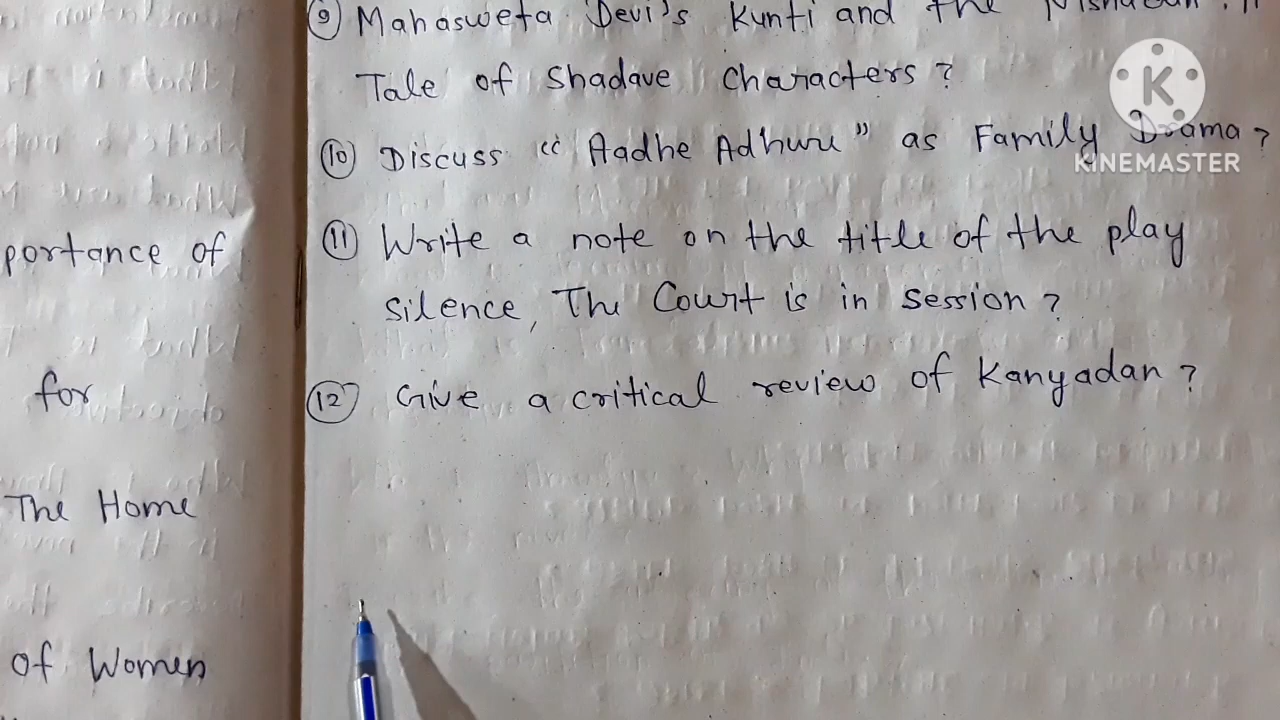 portance of
for
The Home
of Women
9 Mahasweta Devi's Kunti and the
Tale of Shadave Characters ?
10 Discuss "Aadhe Adhure" as Family Drama ?
11 Write a note on the title of the play
silence, The Court is in session ?
12 Give a critical review of Kanyadan ?
K
KINEMASTER